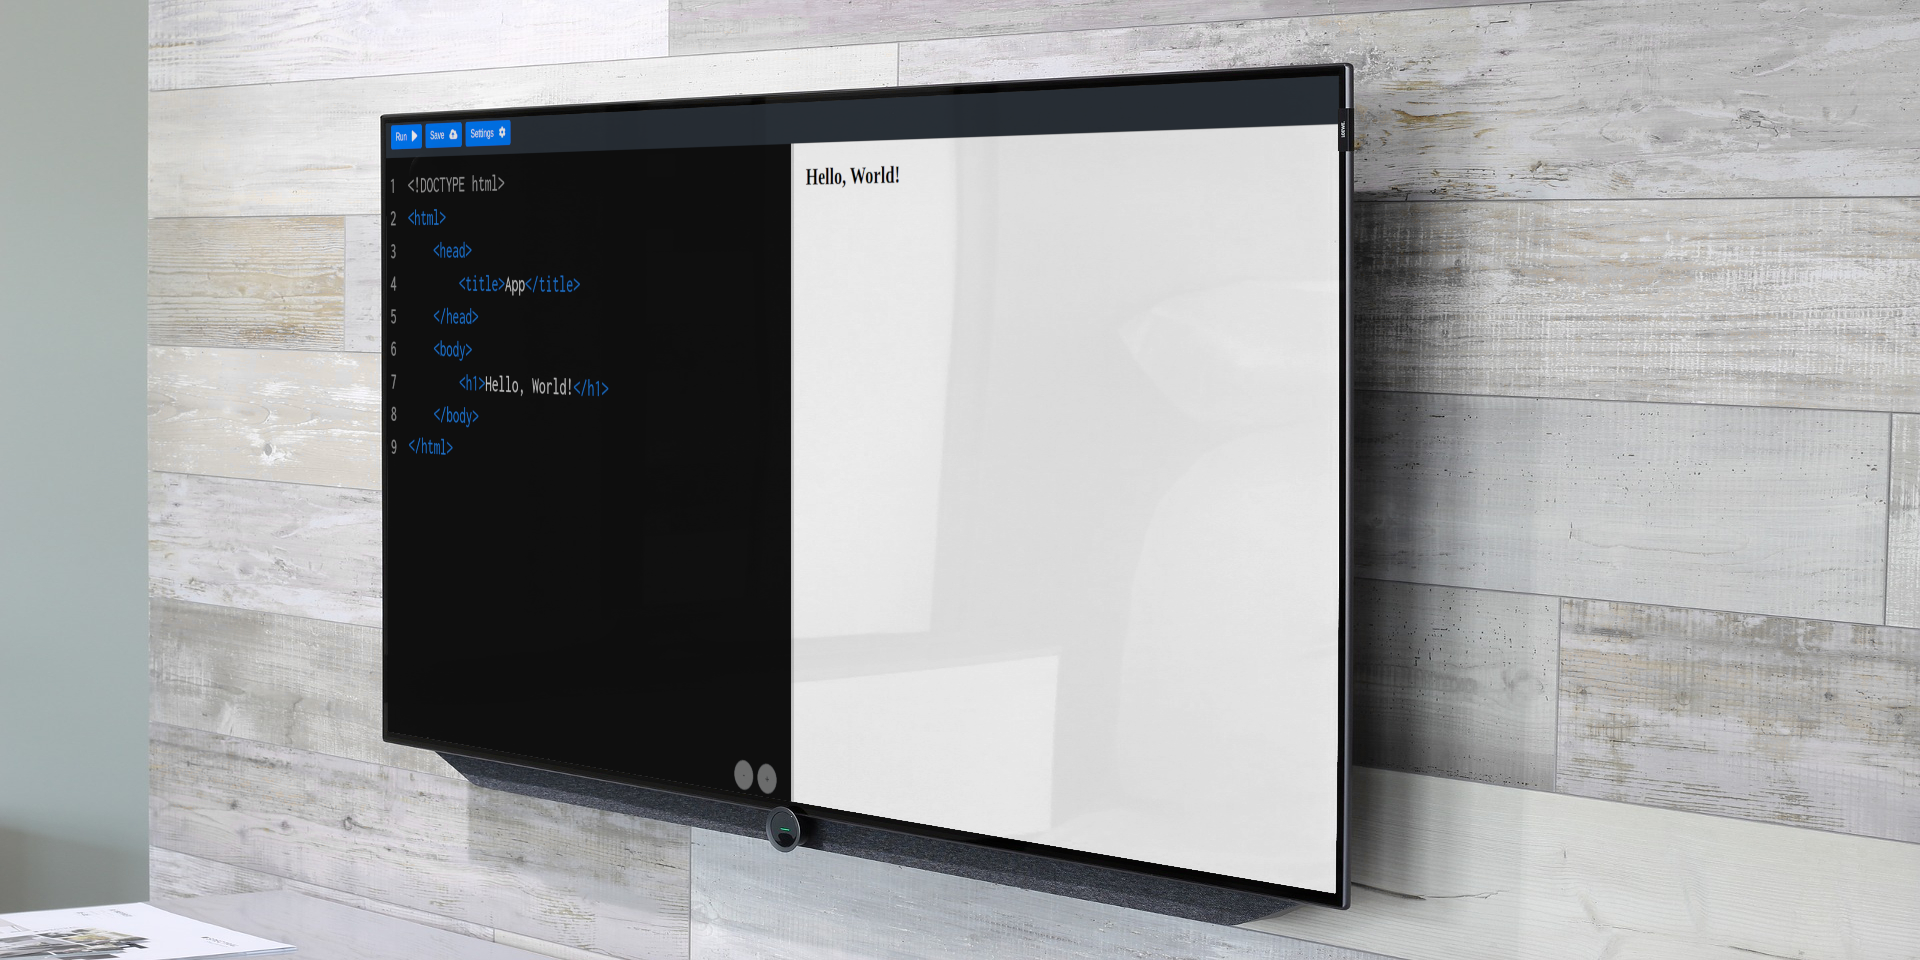 Run Save Settings
1 <!DOCTYPE html>
2 <html>
3 <head>
4 <title>App</title>
5 </head>
6 <body>
7 <h1>Hello, World!</h1>
8 </body>
9 </html>
Hello, World!